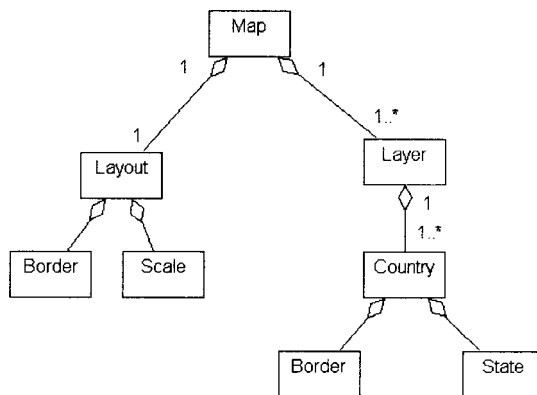 Map
1
1
1
1..*
Layout
Layer
1
1..*
Border
Scale
Country
Border
State